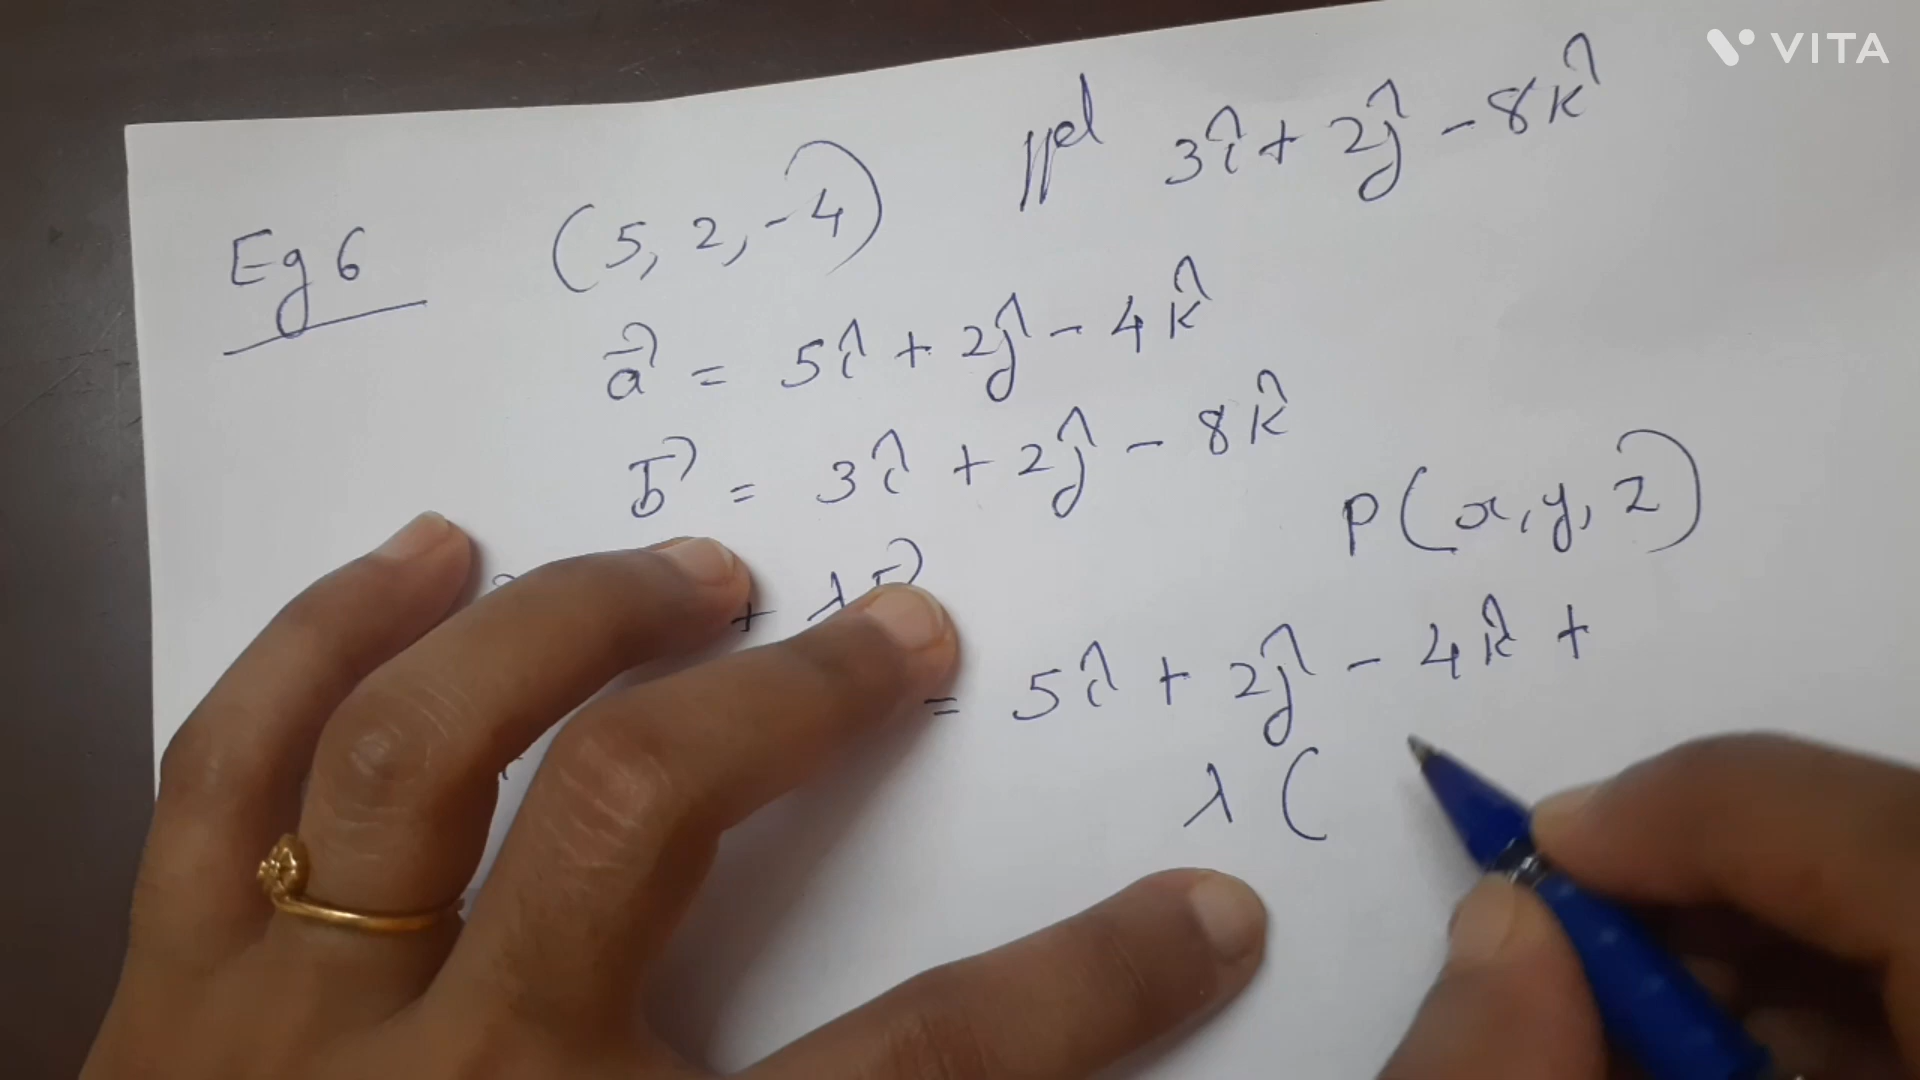 VITA
Eg 6 (5, 2, -4) ||el 3î + 2ĵ - 8k̂
a⃗ = 5î + 2ĵ - 4k̂
b⃗ = 3î + 2ĵ - 8k̂
P(x, y, z)
+ λb⃗
= 5î + 2ĵ - 4k̂ +
λ (